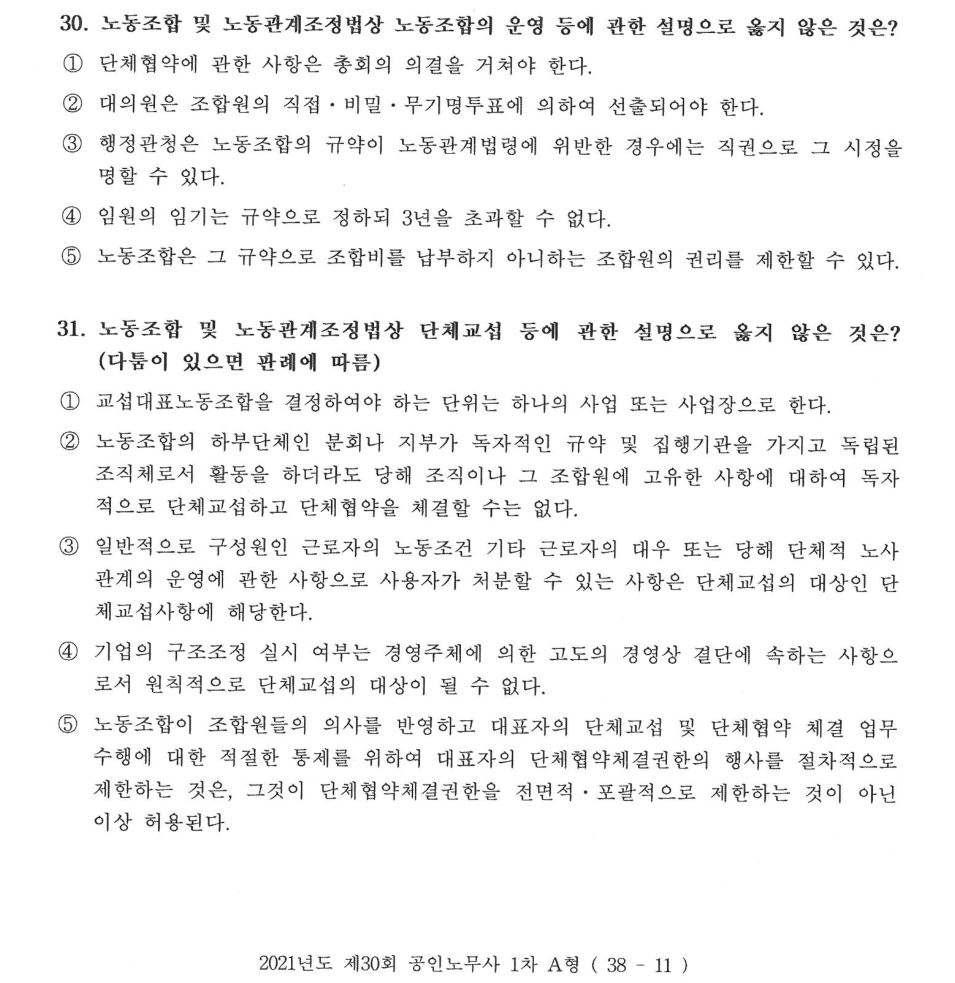 30. 노동조합 및 노동관계조정법상 노동조합의 운영 등에 관한 설명으로 옳지 않은 것은?
① 단체협약에 관한 사항은 총회의 의결을 거쳐야 한다.
② 대의원은 조합원의 직접·비밀·무기명투표에 의하여 선출되어야 한다.
③ 행정관청은 노동조합의 규약이 노동관계법령에 위반한 경우에는 직권으로 그 시정을
명할 수 있다.
④ 임원의 임기는 규약으로 정하되 3년을 초과할 수 없다.
⑤ 노동조합은 그 규약으로 조합비를 납부하지 아니하는 조합원의 권리를 제한할 수 있다.
31. 노동조합 및 노동관계조정법상 단체교섭 등에 관한 설명으로 옳지 않은 것은?
(다툼이 있으면 판례에 따름)
① 교섭대표노동조합을 결정하여야 하는 단위는 하나의 사업 또는 사업장으로 한다.
② 노동조합의 하부단체인 분회나 지부가 독자적인 규약 및 집행기관을 가지고 독립된
조직체로서 활동을 하더라도 당해 조직이나 그 조합원에 고유한 사항에 대하여 독자
적으로 단체교섭하고 단체협약을 체결할 수는 없다.
③ 일반적으로 구성원인 근로자의 노동조건 기타 근로자의 대우 또는 당해 단체적 노사
관계의 운영에 관한 사항으로 사용자가 처분할 수 있는 사항은 단체교섭의 대상인 단
체교섭사항에 해당한다.
④ 기업의 구조조정 실시 여부는 경영주체에 의한 고도의 경영상 결단에 속하는 사항으
로서 원칙적으로 단체교섭의 대상이 될 수 없다.
⑤ 노동조합이 조합원들의 의사를 반영하고 대표자의 단체교섭 및 단체협약 체결 업무
수행에 대한 적절한 통제를 위하여 대표자의 단체협약체결권한의 행사를 절차적으로
제한하는 것은, 그것이 단체협약체결권한을 전면적·포괄적으로 제한하는 것이 아닌
이상 허용된다.
2021년도 제30회 공인노무사 1차 A형 ( 38 - 11 )